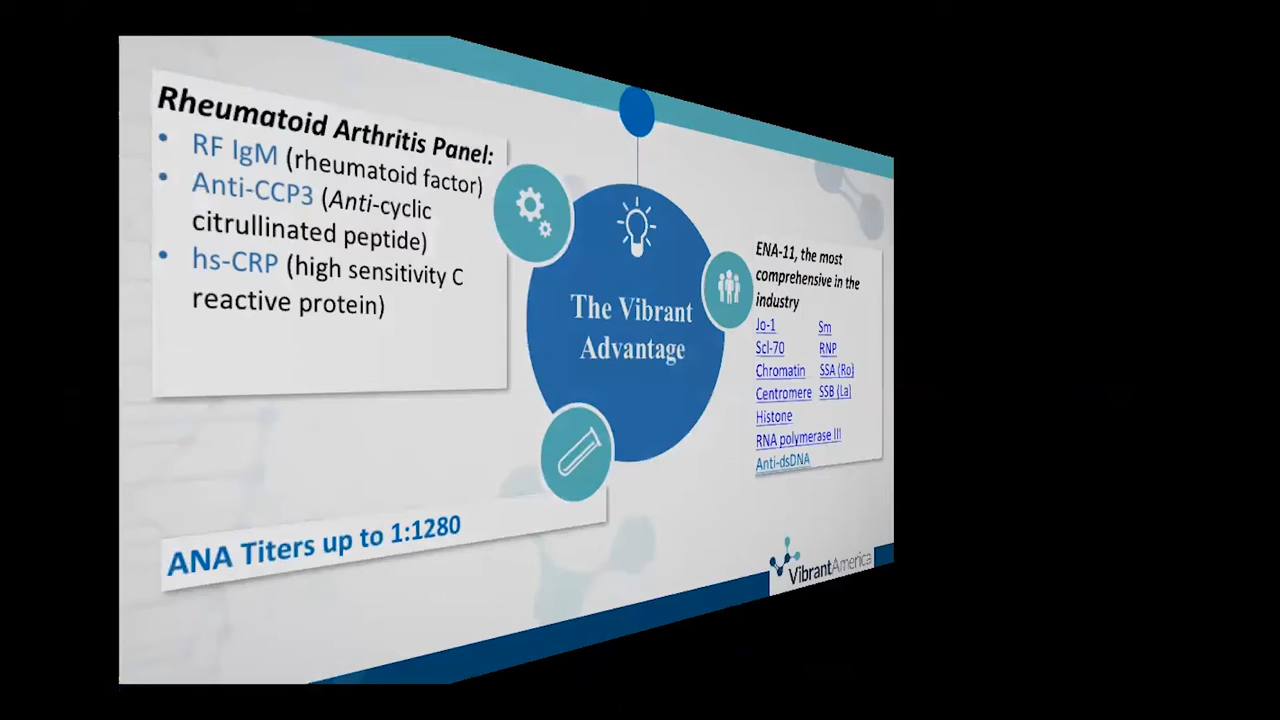 Rheumatoid Arthritis Panel:
• RF IgM (rheumatoid factor)
• Anti-CCP3 (Anti-cyclic
citrullinated peptide)
• hs-CRP (high sensitivity C
reactive protein)
The Vibrant
Advantage
ENA-11, the most
comprehensive in the
industry
Jo-1 Sm
Scl-70 RNP
Chromatin SSA (Ro)
Centromere SSB (La)
Histone
RNA polymerase III
Anti-dsDNA
ANA Titers up to 1:1280
VibrantAmerica